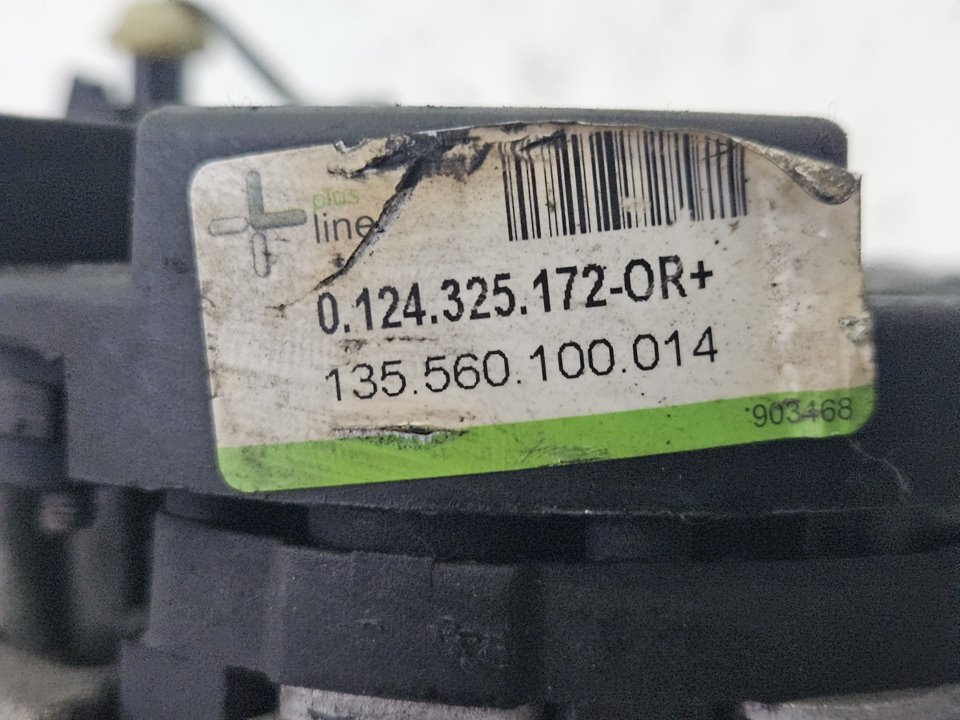 plus
line
0.124.325.172-OR+
135.560.100.014
903468